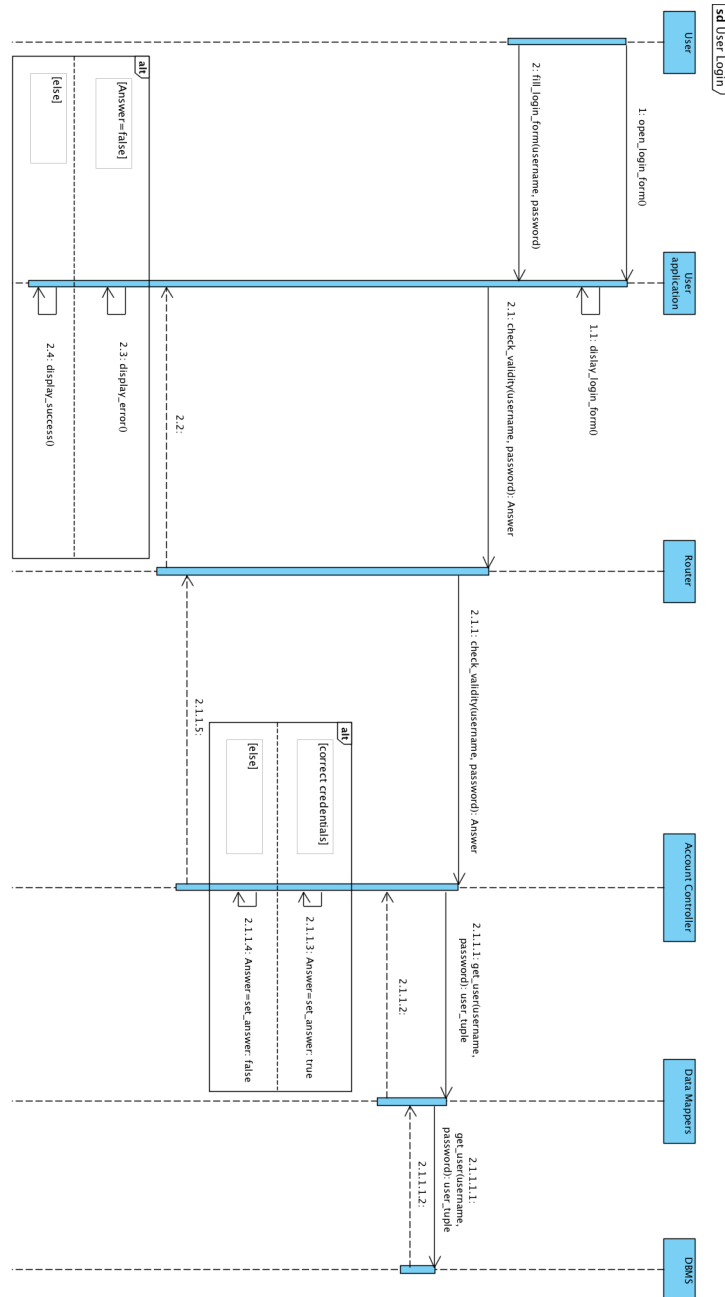 sd User Login
User
User
application
Router
Account Controller
Data Mappers
DBMS
1: open_login_form()
1.1: dislay_login_form()
2: fill_login_form(username, password)
2.1: check_validity(username, password): Answer
2.1.1: check_validity(username, password): Answer
2.1.1.1: get_user(username,
password): user_tuple
2.1.1.1.1:
get_user(username,
password): user_tuple
2.1.1.1.2:
2.1.1.2:
alt
[correct credentials]
2.1.1.3: Answer=set_answer: true
[else]
2.1.1.4: Answer=set_answer: false
2.1.1.5:
2.2:
alt
[Answer=false]
2.3: display_error()
[else]
2.4: display_success()